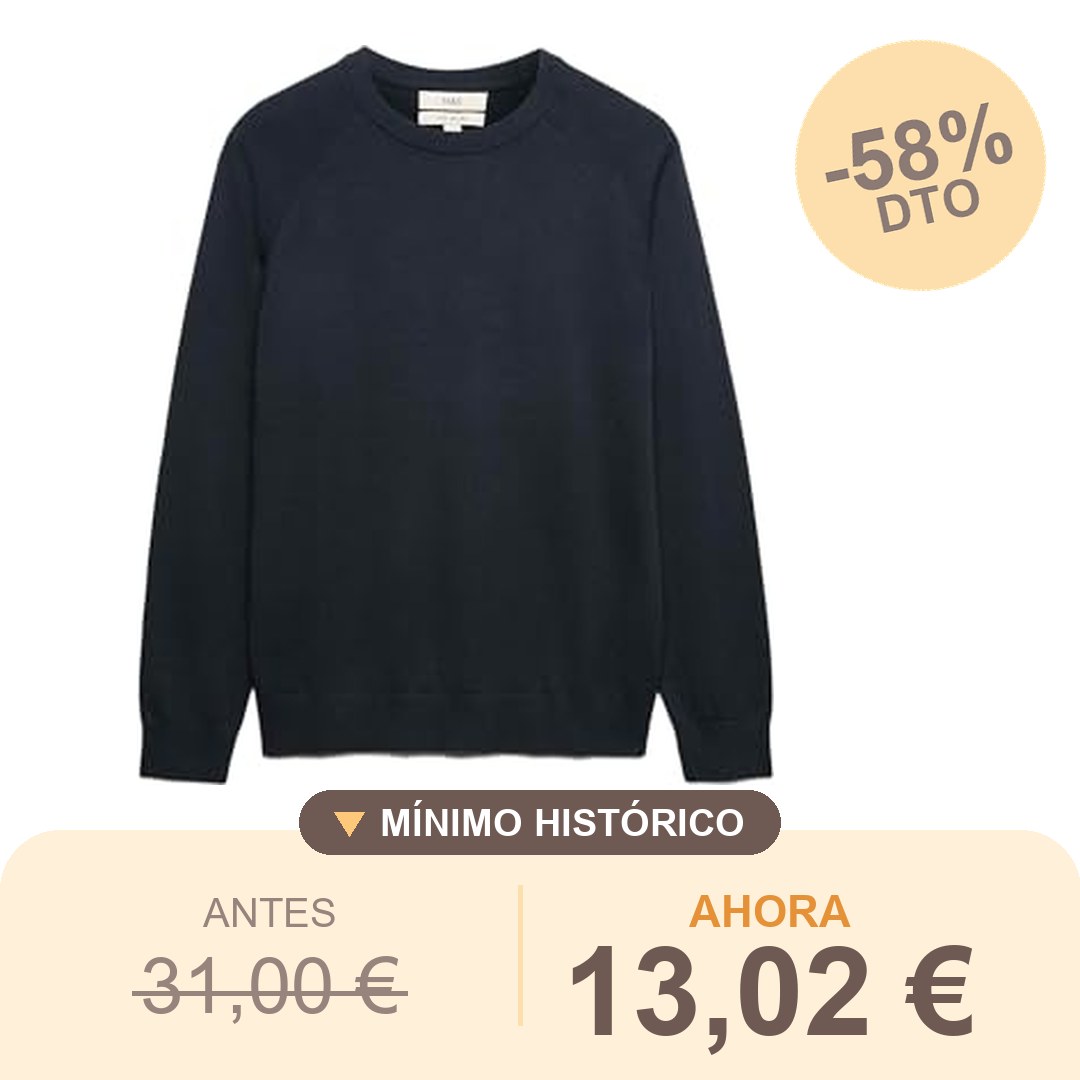 -58%
DTO
MÍNIMO HISTÓRICO
ANTES
31,00 €
AHORA
13,02 €